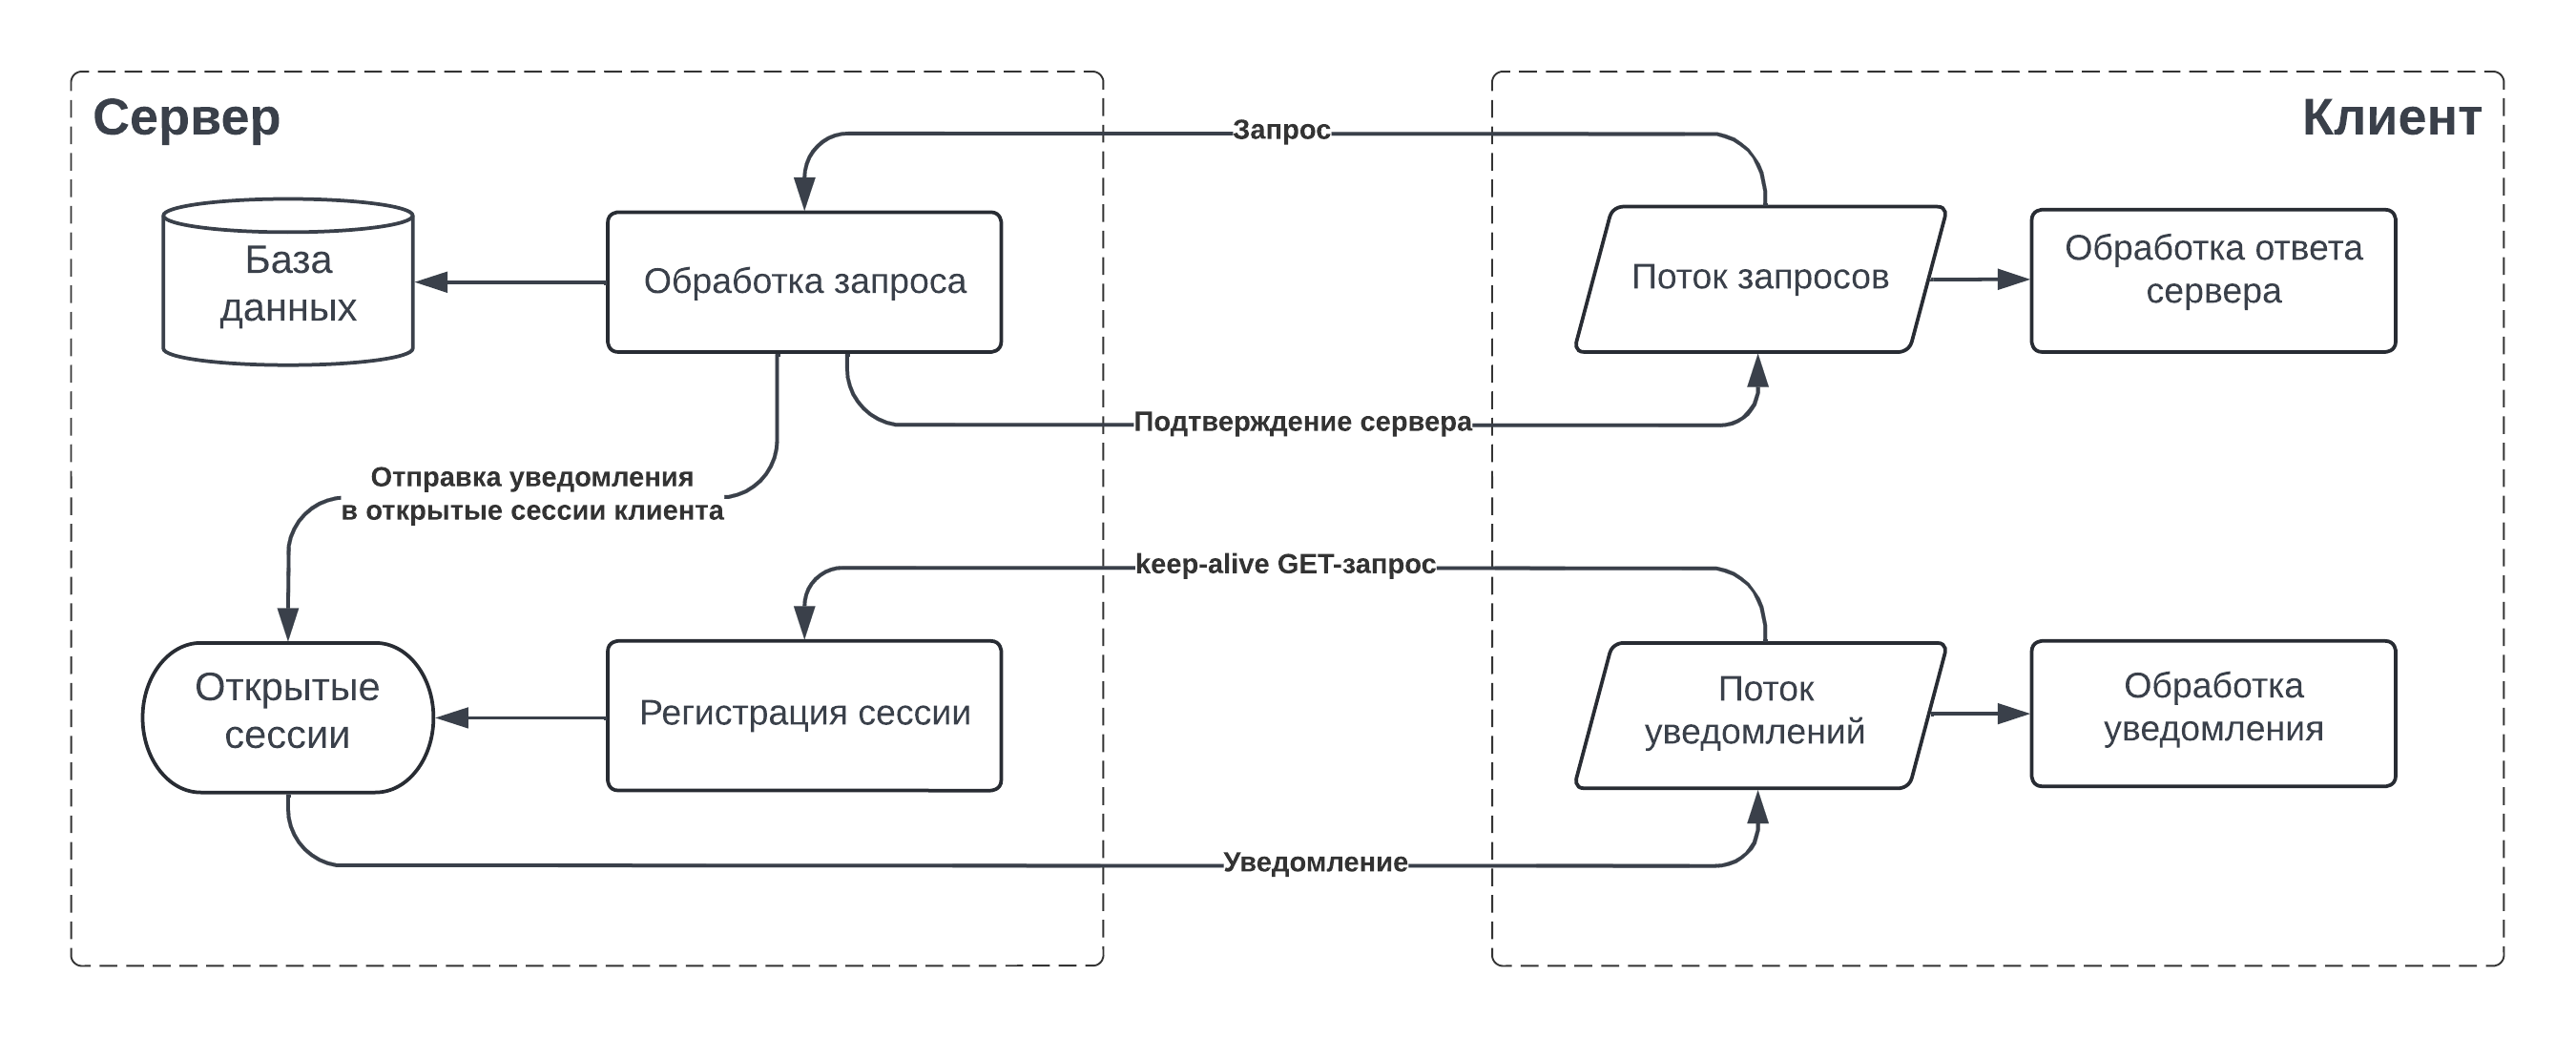 Сервер
Клиент
Запрос
База
данных
Обработка запроса
Поток запросов
Обработка ответа
сервера
Подтверждение сервера
Отправка уведомления
в открытые сессии клиента
keep-alive GET-запрос
Открытые
сессии
Регистрация сессии
Поток
уведомлений
Обработка
уведомления
Уведомление